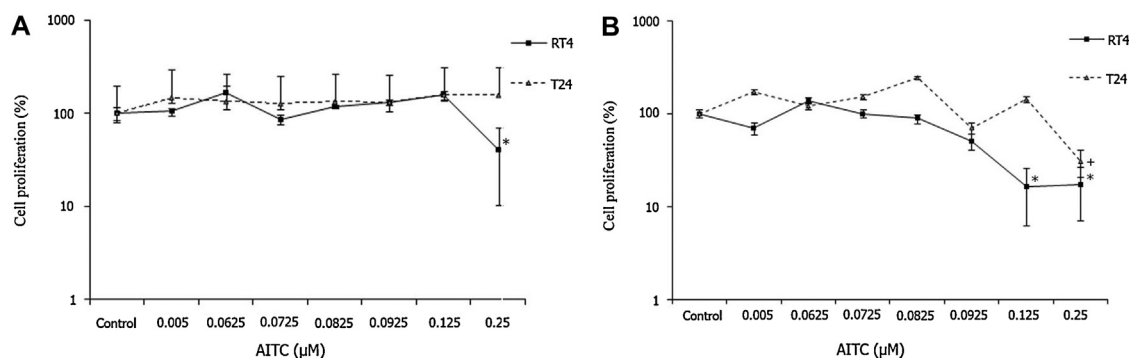 A
1000
100
10
1
Cell proliferation (%)
RT4
T24
*
Control 0.005 0.0625 0.0725 0.0825 0.0925 0.125 0.25
AITC (µM)
B
1000
100
10
1
Cell proliferation (%)
RT4
T24
+
* *
Control 0.005 0.0625 0.0725 0.0825 0.0925 0.125 0.25
AITC (µM)